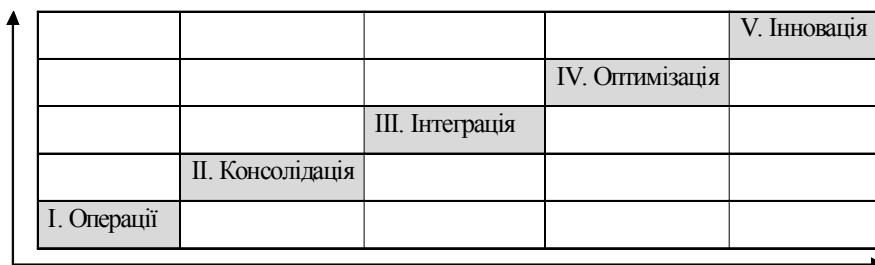 V. Інновація
IV. Оптимізація
III. Інтеграція
II. Консолідація
I. Операції